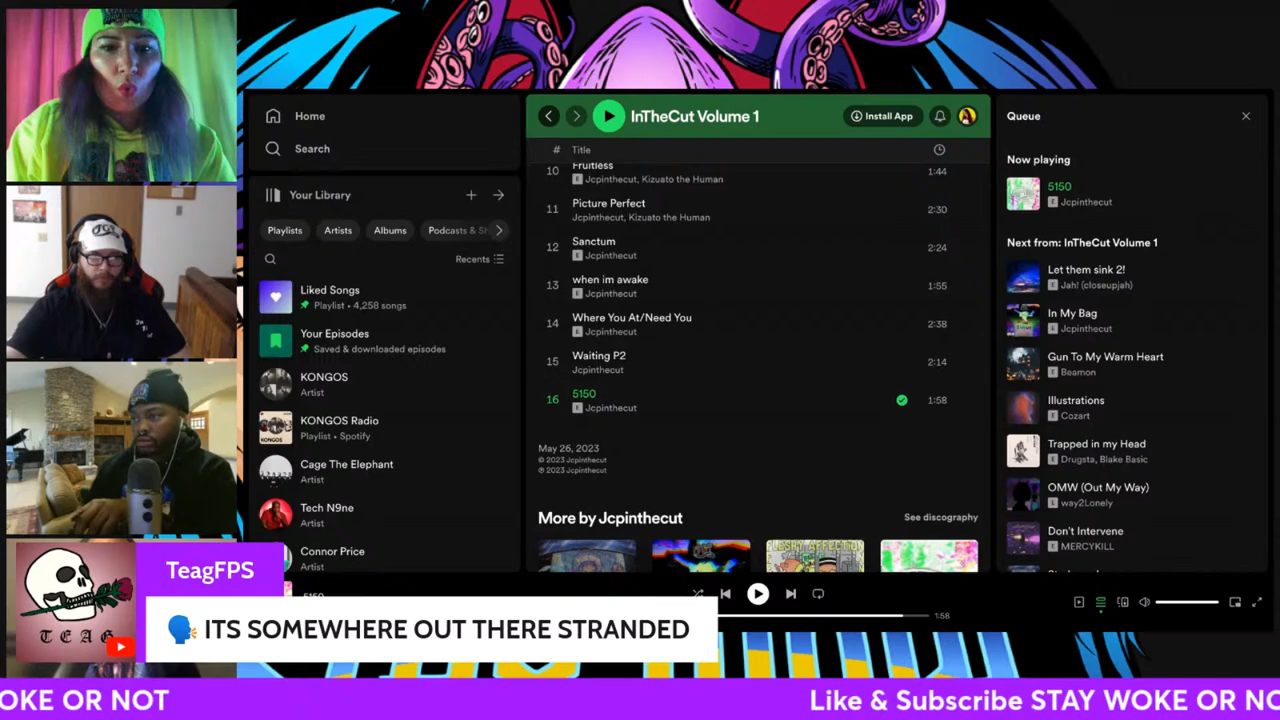 Home
Search
Your Library
Playlists
Artists
Albums
Podcasts & Sh
Recents
Liked Songs
Playlist • 4,258 songs
Your Episodes
Saved & downloaded episodes
KONGOS
Artist
KONGOS Radio
Playlist • Spotify
Cage The Elephant
Artist
Tech N9ne
Artist
Connor Price
Artist
5150
InTheCut Volume 1
Install App
# Title
10 Fruitless 1:44
E Jcpinthecut, Kizuato the Human
11 Picture Perfect 2:30
Jcpinthecut, Kizuato the Human
12 Sanctum 2:24
E Jcpinthecut
13 when im awake 1:55
E Jcpinthecut
14 Where You At/Need You 2:38
E Jcpinthecut
15 Waiting P2 2:14
Jcpinthecut
16 5150 1:58
E Jcpinthecut
May 26, 2023
© 2023 Jcpinthecut
℗ 2023 Jcpinthecut
More by Jcpinthecut
See discography
1:58
Queue
Now playing
5150
E Jcpinthecut
Next from: InTheCut Volume 1
Let them sink 2!
E Jah! (closeupjah)
In My Bag
E Jcpinthecut
Gun To My Warm Heart
E Beamon
Illustrations
E Cozart
Trapped in my Head
E Drugsta, Blake Basic
OMW (Out My Way)
E way2Lonely
Don't Intervene
E MERCYKILL
TEAG
TeagFPS
🗣️ ITS SOMEWHERE OUT THERE STRANDED
OKE OR NOT
Like & Subscribe STAY WOKE OR NO